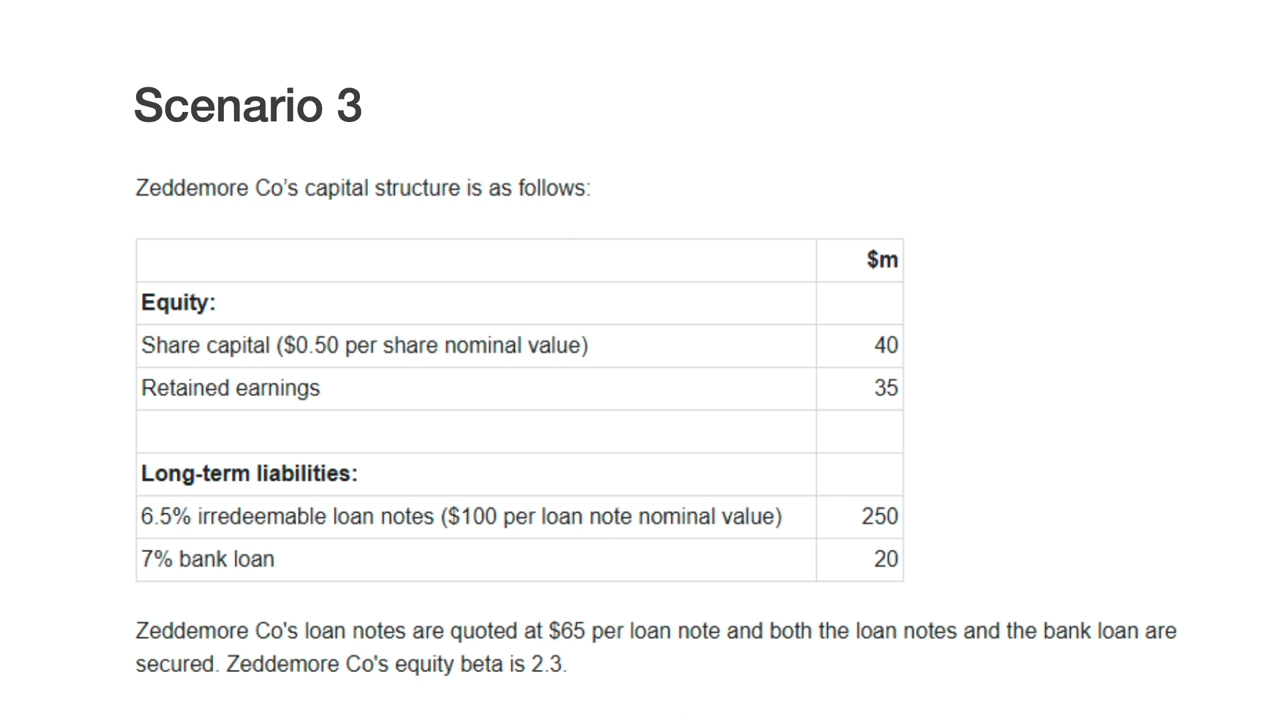 Scenario 3
Zeddemore Co’s capital structure is as follows:
$m
Equity:
Share capital ($0.50 per share nominal value) 40
Retained earnings 35
Long-term liabilities:
6.5% irredeemable loan notes ($100 per loan note nominal value) 250
7% bank loan 20
Zeddemore Co's loan notes are quoted at $65 per loan note and both the loan notes and the bank loan are
secured. Zeddemore Co's equity beta is 2.3.